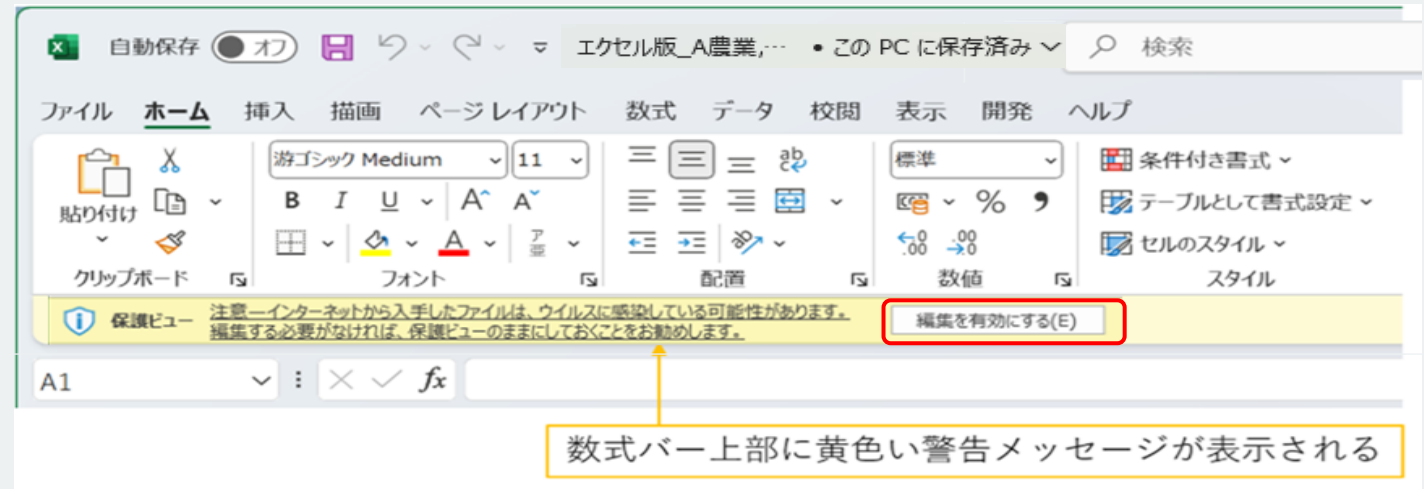 自動保存 オフ エクセル版_A農業,… • この PC に保存済み 検索
ファイル ホーム 挿入 描画 ページ レイアウト 数式 データ 校閲 表示 開発 ヘルプ
游ゴシック Medium 11 標準 条件付き書式
貼り付け B I U A A % テーブルとして書式設定
A ア亜 .00 .0 .00 .0 セルのスタイル
クリップボード フォント 配置 数値 スタイル
保護ビュー 注意―インターネットから入手したファイルは、ウイルスに感染している可能性があります。
編集する必要がなければ、保護ビューのままにしておくことをお勧めします。
編集を有効にする(E)
A1 fx
数式バー上部に黄色い警告メッセージが表示される